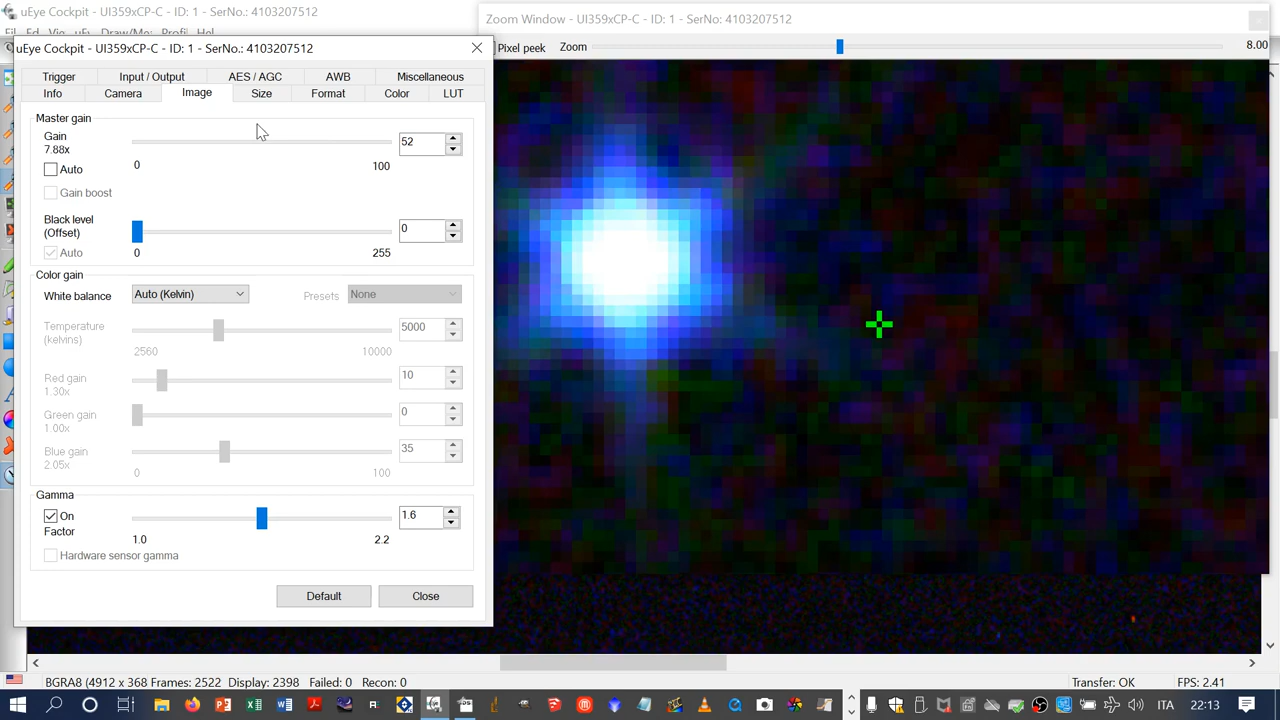 uEye Cockpit - UI359xCP-C - ID: 1 - SerNo.: 4103207512
Zoom Window - UI359xCP-C - ID: 1 - SerNo.: 4103207512
uEye Cockpit - UI359xCP-C - ID: 1 - SerNo.: 4103207512
Pixel peek Zoom 8.00
Trigger Input / Output AES / AGC AWB Miscellaneous
Info Camera Image Size Format Color LUT
Master gain
Gain
7.88x
52
0 100
Auto
Gain boost
Black level
(Offset)
0
Auto
0 255
Color gain
White balance Auto (Kelvin) Presets None
Temperature
(kelvins)
5000
2560 10000
Red gain
1.30x
10
Green gain
1.00x
0
Blue gain
2.05x
35
0 100
Gamma
On
Factor
1.6
1.0 2.2
Hardware sensor gamma
Default Close
BGRA8 (4912 x 368 Frames: 2522 Display: 2398 Failed: 0 Recon: 0 Transfer: OK FPS: 2.41
ITA 22:13